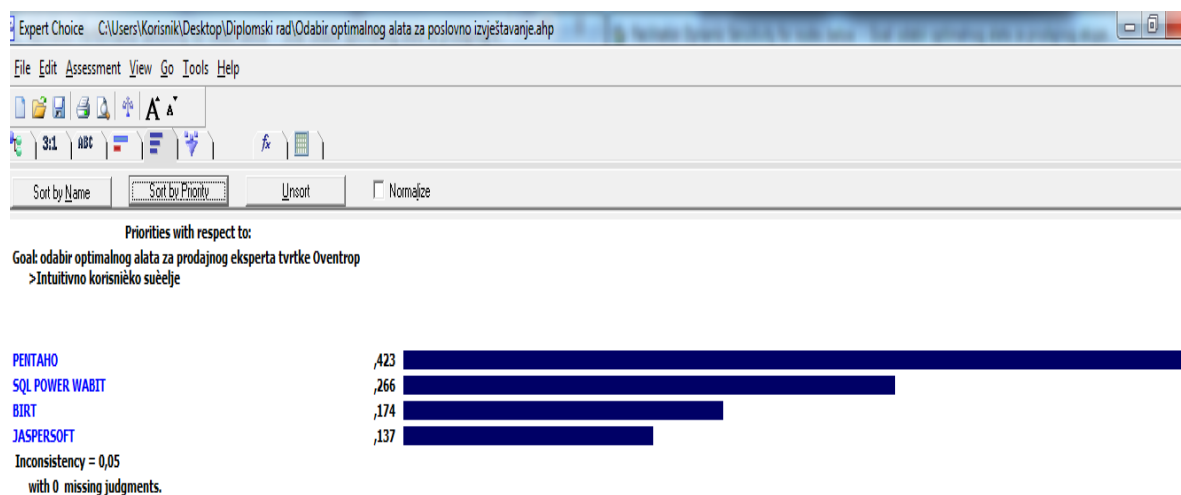 Expert Choice C:\Users\Korisnik\Desktop\Diplomski rad\Odabir optimalnog alata za poslovno izvještavanje.ahp
File Edit Assessment View Go Tools Help
A A
3:1 ABC fx
Sort by Name Sort by Priority Unsort Normalize
Priorities with respect to:
Goal: odabir optimalnog alata za prodajnog eksperta tvrtke Oventrop
>Intuitivno korisnièko suèelje
PENTAHO ,423
SQL POWER WABIT ,266
BIRT ,174
JASPERSOFT ,137
Inconsistency = 0,05
with 0 missing judgments.